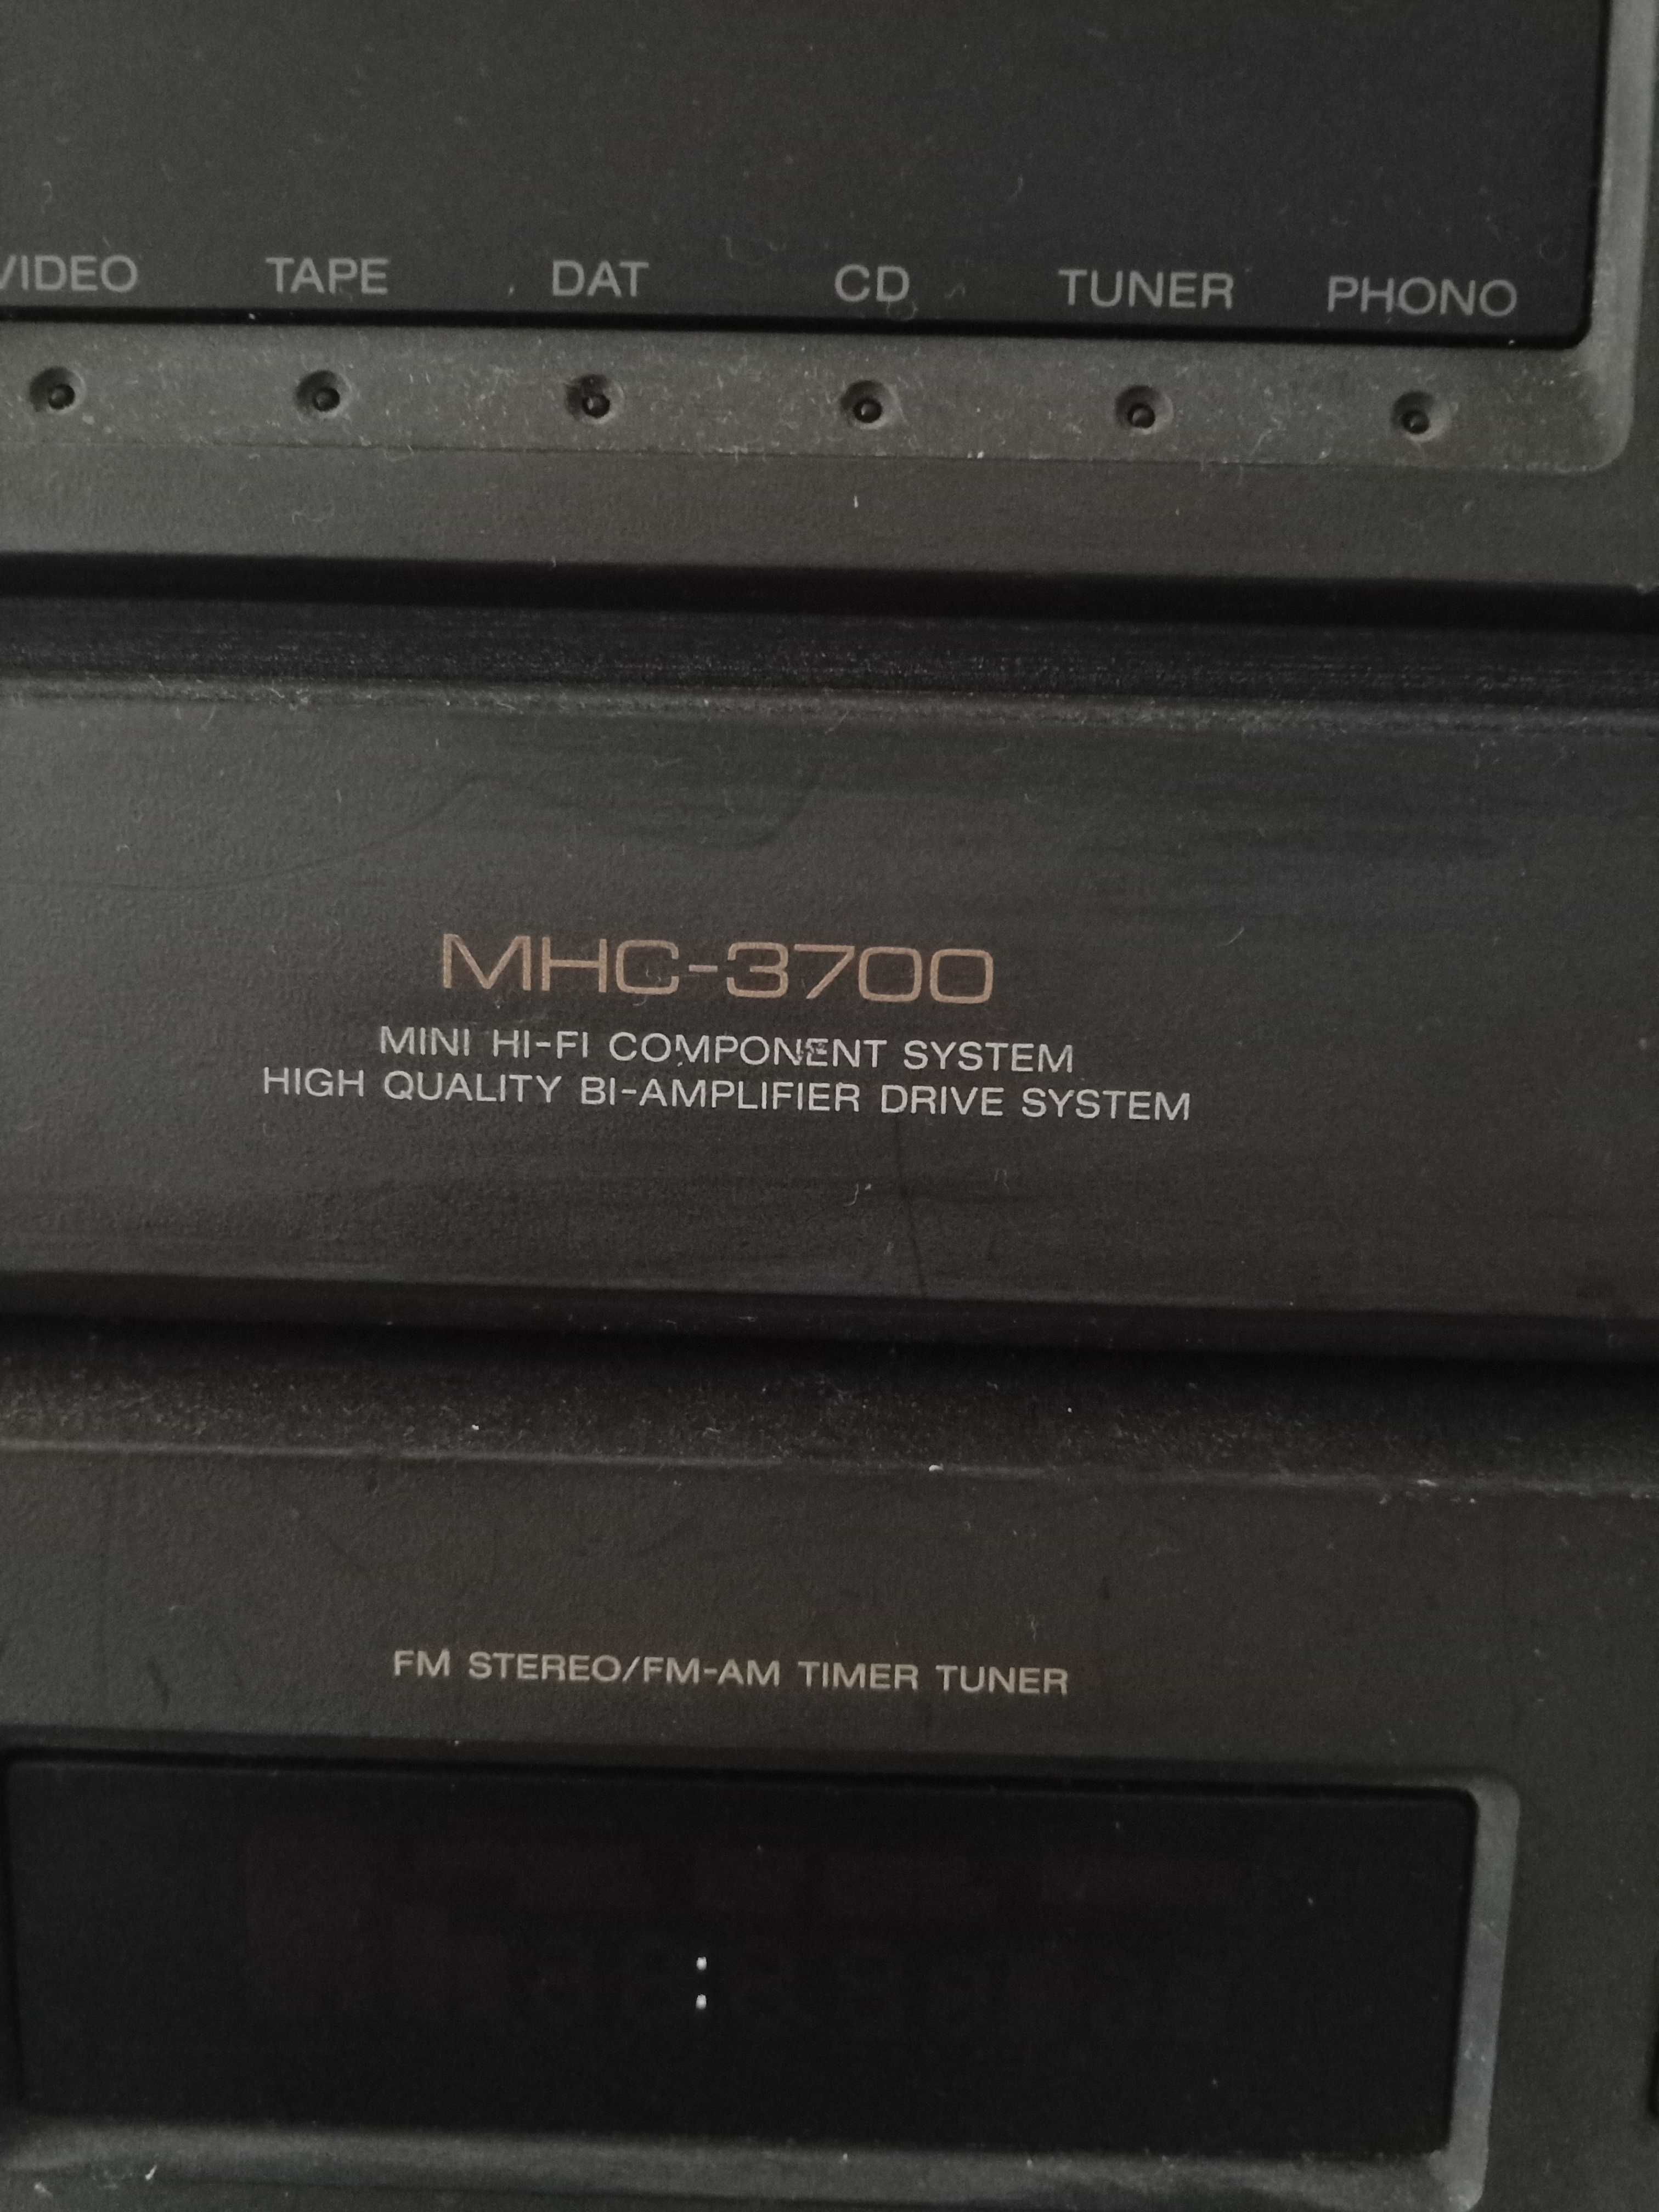 VIDEO TAPE DAT CD TUNER PHONO
MHC-3700
MINI HI-FI COMPONENT SYSTEM
HIGH QUALITY BI-AMPLIFIER DRIVE SYSTEM
FM STEREO/FM-AM TIMER TUNER
: